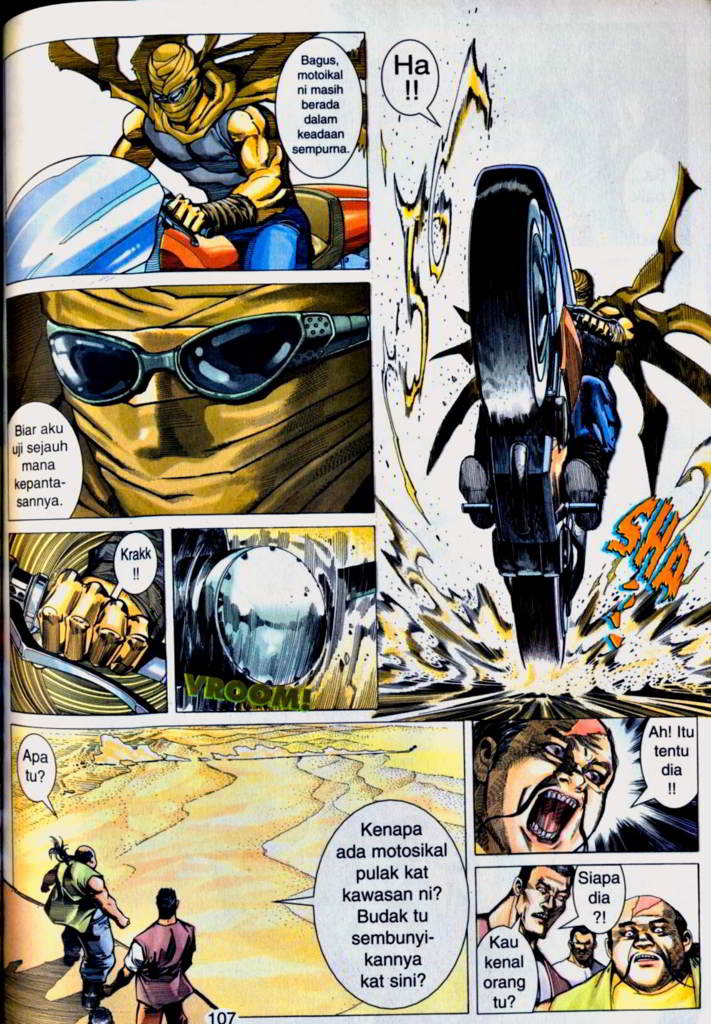 Bagus,
motoikal
ni masih
berada
dalam
keadaan
sempurna.
Ha
!!
Biar aku
uji sejauh
mana
kepanta-
sannya.
SHA
!!!
Krakk
!!
VROOM!
Apa
tu?
Kenapa
ada motosikal
pulak kat
kawasan ni?
Budak tu
sembunyi-
kannya
kat sini?
Ah! Itu
tentu
dia
!!
Siapa
dia
?!
Kau
kenal
orang
tu?
107